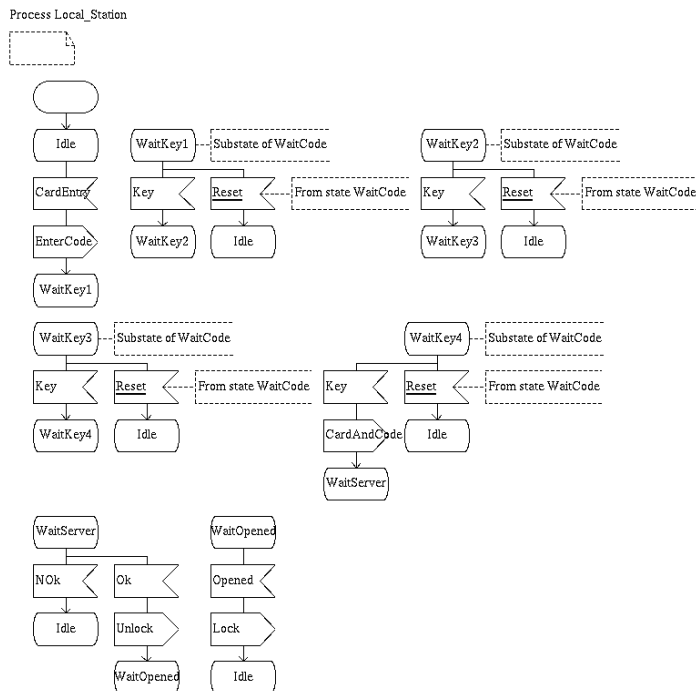 Process Local_Station
Idle
WaitKey1
Substate of WaitCode
WaitKey2
Substate of WaitCode
CardEntry
Key
Reset
From state WaitCode
Key
Reset
From state WaitCode
EnterCode
WaitKey2
Idle
WaitKey3
Idle
WaitKey1
WaitKey3
Substate of WaitCode
WaitKey4
Substate of WaitCode
Key
Reset
From state WaitCode
Key
Reset
From state WaitCode
WaitKey4
Idle
CardAndCode
Idle
WaitServer
WaitServer
WaitOpened
NOk
Ok
Opened
Idle
Unlock
Lock
WaitOpened
Idle